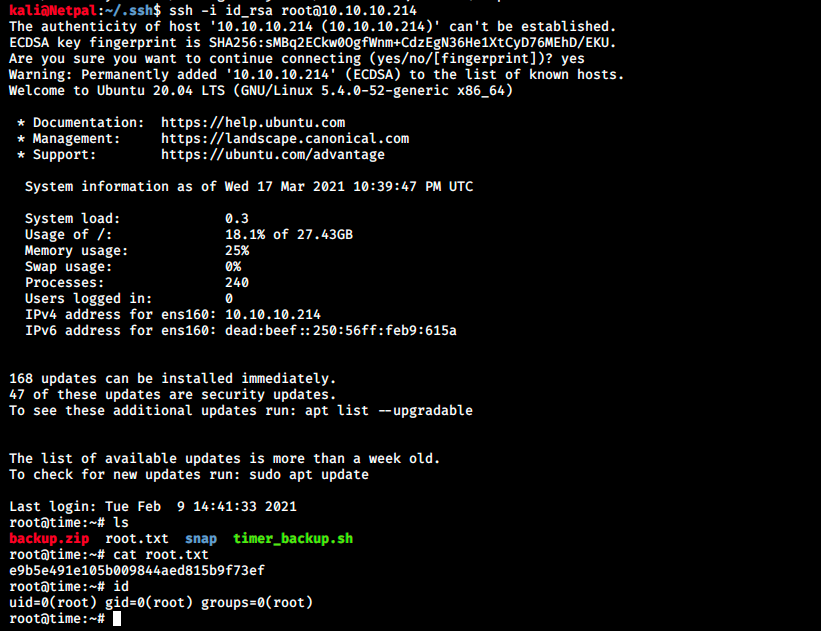 kali@Netpal:~/.ssh$ ssh -i id_rsa root@10.10.10.214
The authenticity of host '10.10.10.214 (10.10.10.214)' can't be established.
ECDSA key fingerprint is SHA256:sMBq2ECkw0OgfWnm+CdzEgN36He1XtCyD76MEhD/EKU.
Are you sure you want to continue connecting (yes/no/[fingerprint])? yes
Warning: Permanently added '10.10.10.214' (ECDSA) to the list of known hosts.
Welcome to Ubuntu 20.04 LTS (GNU/Linux 5.4.0-52-generic x86_64)

 * Documentation:  https://help.ubuntu.com
 * Management:     https://landscape.canonical.com
 * Support:        https://ubuntu.com/advantage

  System information as of Wed 17 Mar 2021 10:39:47 PM UTC

  System load:             0.3
  Usage of /:              18.1% of 27.43GB
  Memory usage:            25%
  Swap usage:              0%
  Processes:               240
  Users logged in:         0
  IPv4 address for ens160: 10.10.10.214
  IPv6 address for ens160: dead:beef::250:56ff:feb9:615a

168 updates can be installed immediately.
47 of these updates are security updates.
To see these additional updates run: apt list --upgradable

The list of available updates is more than a week old.
To check for new updates run: sudo apt update

Last login: Tue Feb  9 14:41:33 2021
root@time:~# ls
backup.zip  root.txt  snap  timer_backup.sh
root@time:~# cat root.txt
e9b5e491e105b009844aed815b9f73ef
root@time:~# id
uid=0(root) gid=0(root) groups=0(root)
root@time:~#